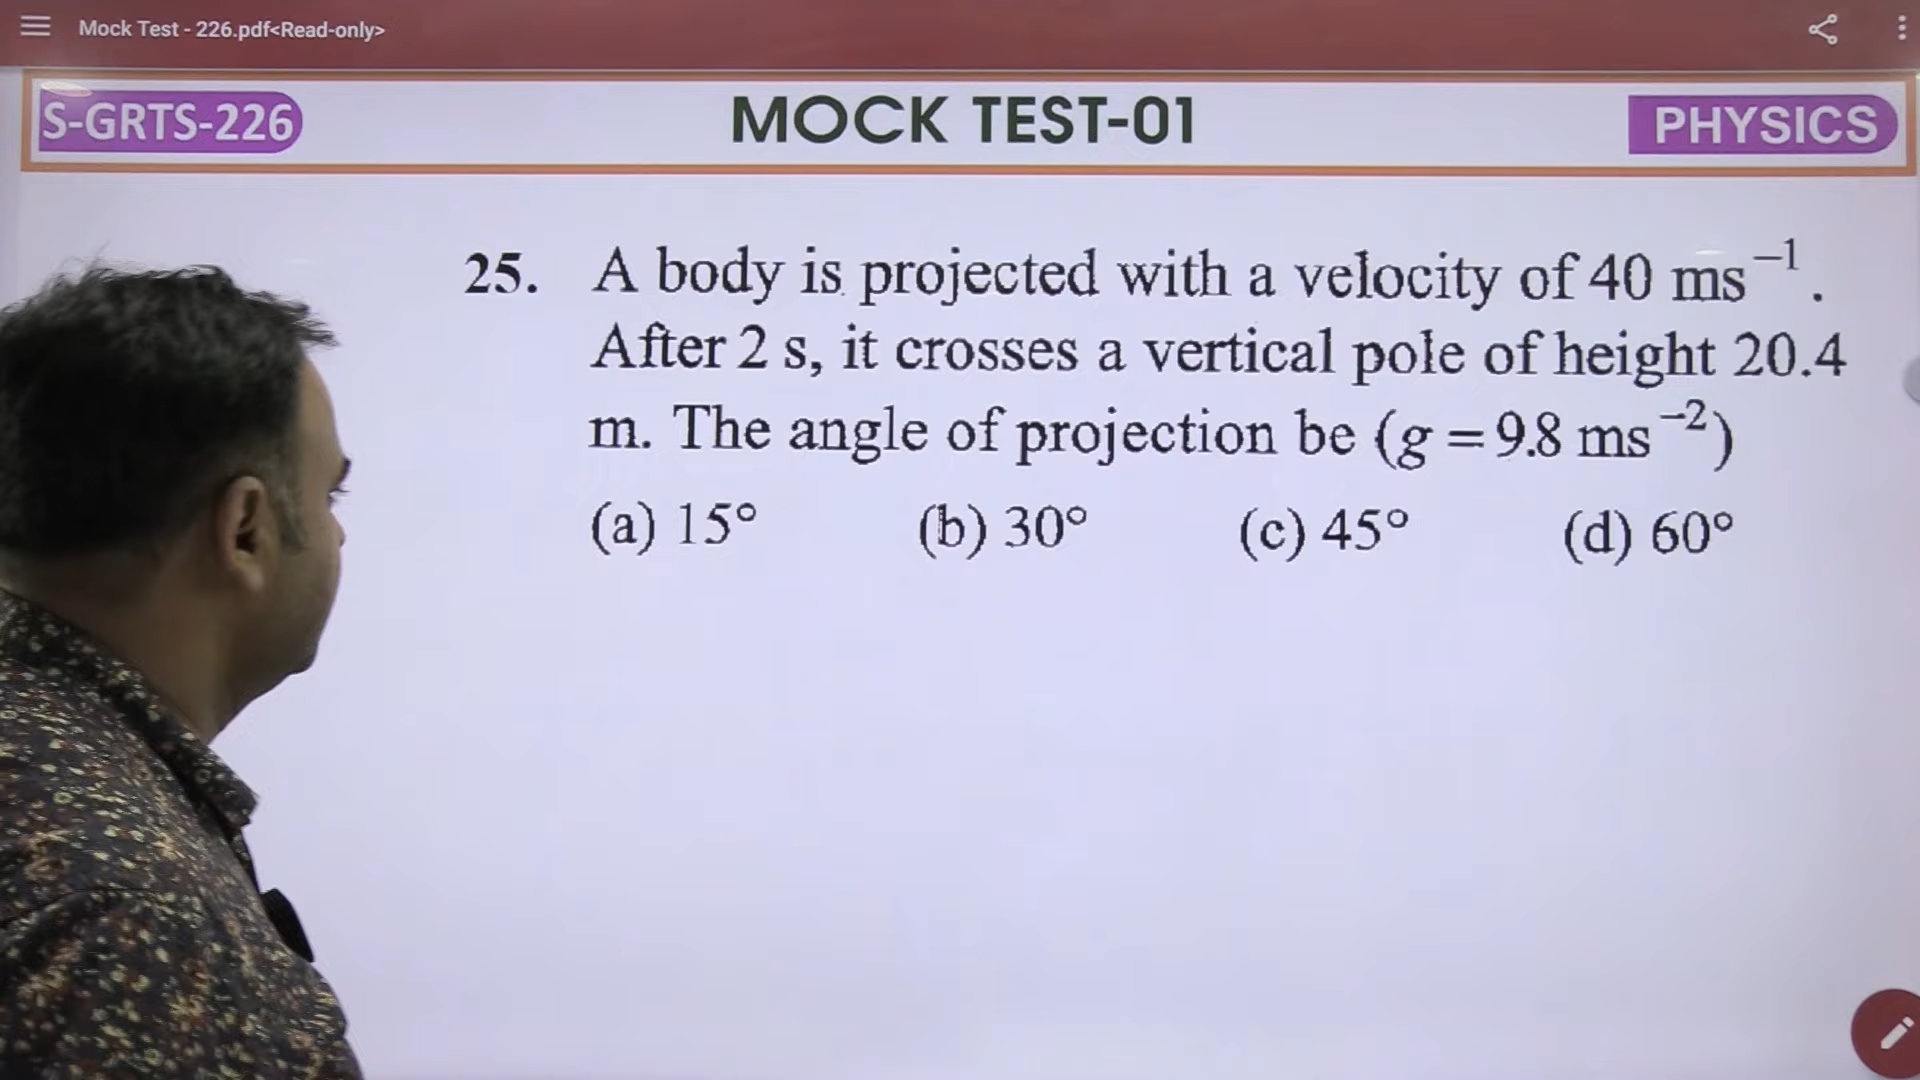 Mock Test - 226.pdf<Read-only>
S-GRTS-226 MOCK TEST-01 PHYSICS
25. A body is projected with a velocity of 40 ms⁻¹.
After 2 s, it crosses a vertical pole of height 20.4
m. The angle of projection be (g = 9.8 ms⁻²)
(a) 15° (b) 30° (c) 45° (d) 60°